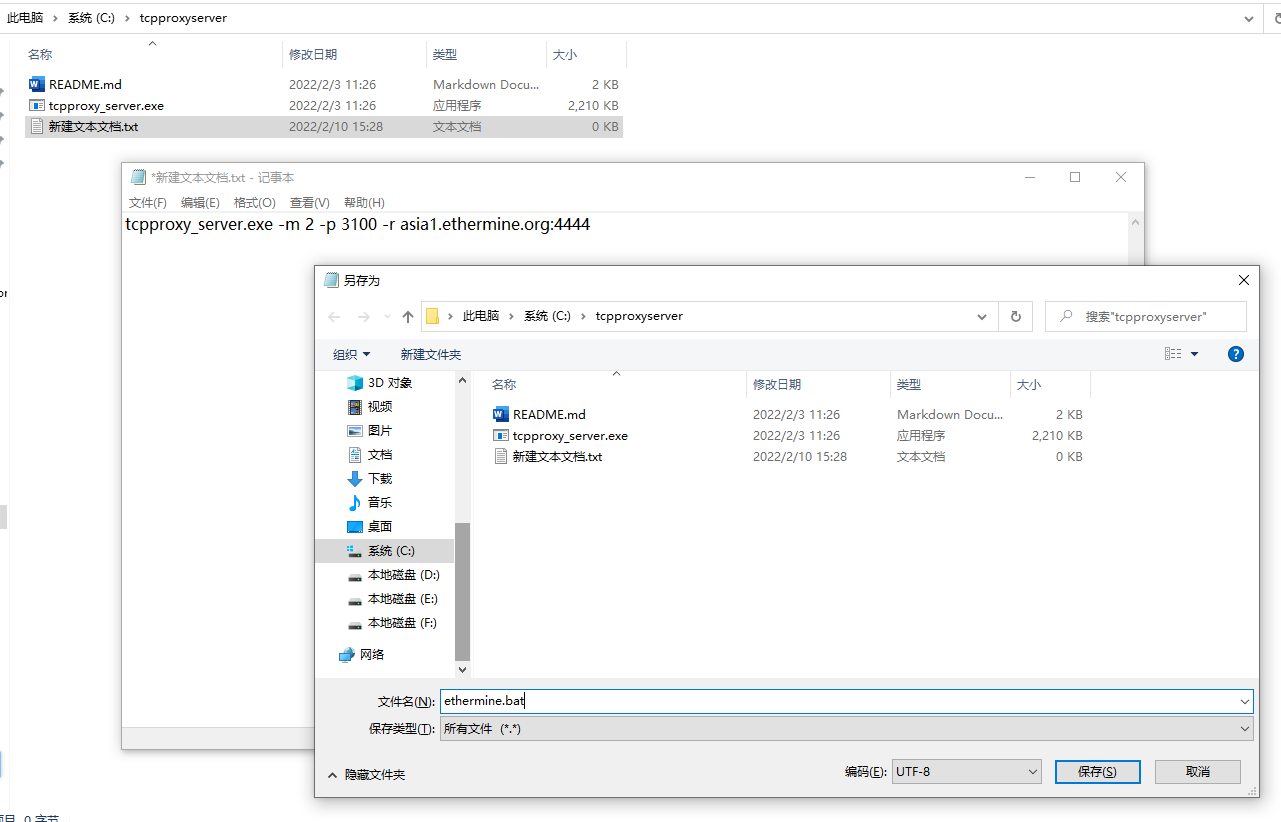 此电脑 › 系统 (C:) › tcpproxyserver
名称 修改日期 类型 大小
README.md 2022/2/3 11:26 Markdown Docu... 2 KB
tcpproxy_server.exe 2022/2/3 11:26 应用程序 2,210 KB
新建文本文档.txt 2022/2/10 15:28 文本文档 0 KB
*新建文本文档.txt - 记事本
文件(F) 编辑(E) 格式(O) 查看(V) 帮助(H)
tcpproxy_server.exe -m 2 -p 3100 -r asia1.ethermine.org:4444
另存为
此电脑 › 系统 (C:) › tcpproxyserver
搜索"tcpproxyserver"
组织 新建文件夹
3D 对象
视频
图片
文档
下载
音乐
桌面
系统 (C:)
本地磁盘 (D:)
本地磁盘 (E:)
本地磁盘 (F:)
网络
名称 修改日期 类型 大小
README.md 2022/2/3 11:26 Markdown Docu... 2 KB
tcpproxy_server.exe 2022/2/3 11:26 应用程序 2,210 KB
新建文本文档.txt 2022/2/10 15:28 文本文档 0 KB
文件名(N): ethermine.bat
保存类型(T): 所有文件 (*.*)
隐藏文件夹
编码(E): UTF-8 保存(S) 取消
0 字节